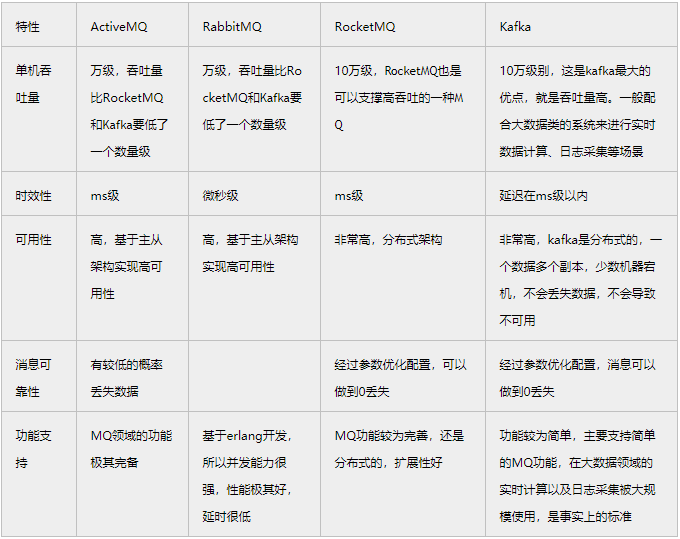 特性
ActiveMQ
RabbitMQ
RocketMQ
Kafka
单机吞
吐量
万级，吞吐量
比RocketMQ
和Kafka要低了
一个数量级
万级，吞吐量比Ro
cketMQ和Kafka要
低了一个数量级
10万级，RocketMQ也是
可以支撑高吞吐的一种M
Q
10万级别，这是kafka最大的
优点，就是吞吐量高。一般配
合大数据类的系统来进行实时
数据计算、日志采集等场景
时效性
ms级
微秒级
ms级
延迟在ms级以内
可用性
高，基于主从
架构实现高可
用性
高，基于主从架构
实现高可用性
非常高，分布式架构
非常高，kafka是分布式的，一
个数据多个副本，少数机器宕
机，不会丢失数据，不会导致
不可用
消息可
靠性
有较低的概率
丢失数据
经过参数优化配置，可以
做到0丢失
经过参数优化配置，消息可以
做到0丢失
功能支
持
MQ领域的功能
极其完备
基于erlang开发，
所以并发能力很
强，性能极其好，
延时很低
MQ功能较为完善，还是
分布式的，扩展性好
功能较为简单，主要支持简单
的MQ功能，在大数据领域的
实时计算以及日志采集被大规
模使用，是事实上的标准